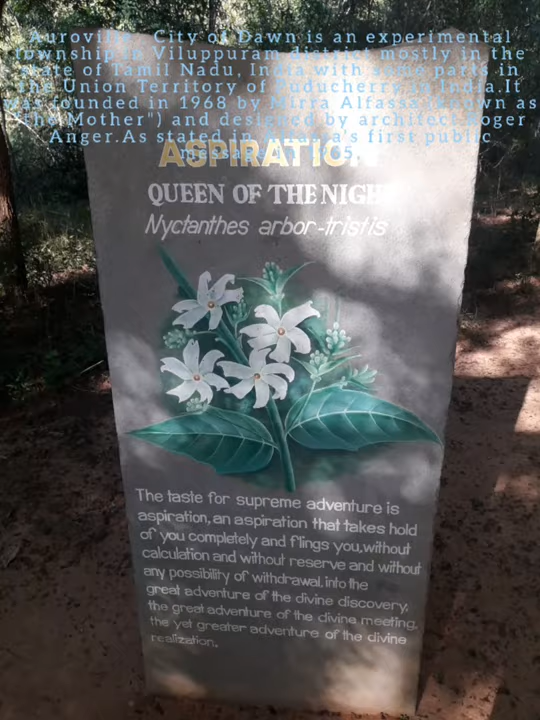 Auroville City of Dawn is an experimental
township in Viluppuram district mostly in the
state of Tamil Nadu, India with some parts in
the Union Territory of Puducherry in India.It
was founded in 1968 by Mirra Alfassa (known as
"the Mother") and designed by architect Roger
Anger.As stated in Alfassa's first public
message
ASPIRATION
QUEEN OF THE NIGHT
Nyctanthes arbor-tristis
The taste for supreme adventure is
aspiration, an aspiration that takes hold
of you completely and flings you, without
calculation and without reserve and without
any possibility of withdrawal, into the
great adventure of the divine discovery,
the great adventure of the divine meeting,
the yet greater adventure of the divine
realization.